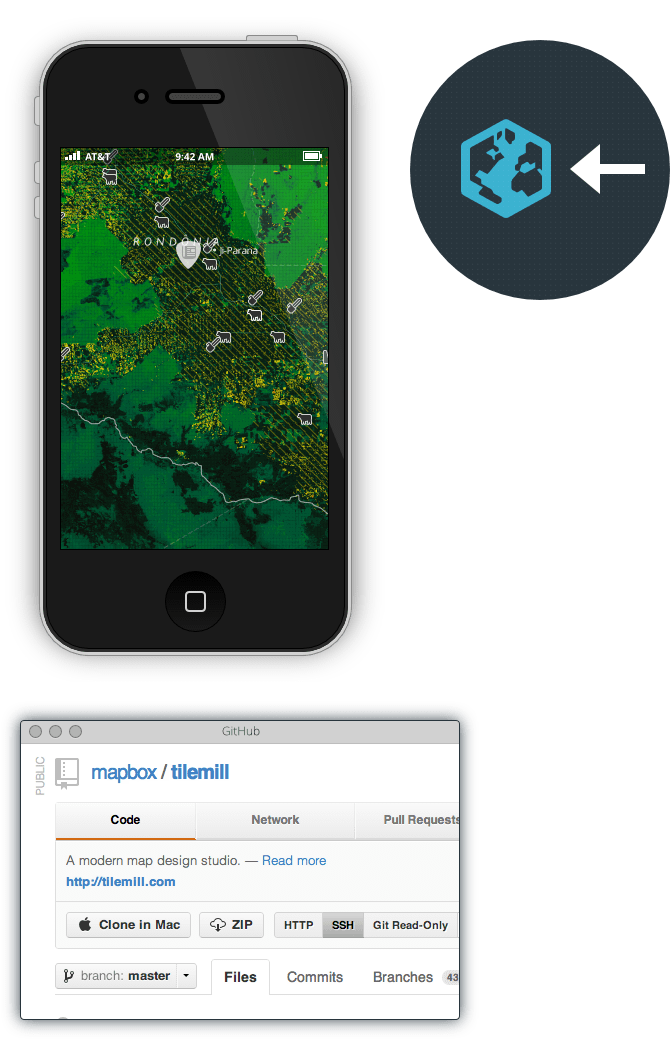 AT&T 9:42 AM
RONDÔNIA
Ji-Paraná
GitHub
PUBLIC
mapbox / tilemill
Code Network Pull Requests
A modern map design studio. — Read more
http://tilemill.com
Clone in Mac ZIP HTTP SSH Git Read-Only
branch: master Files Commits Branches 43